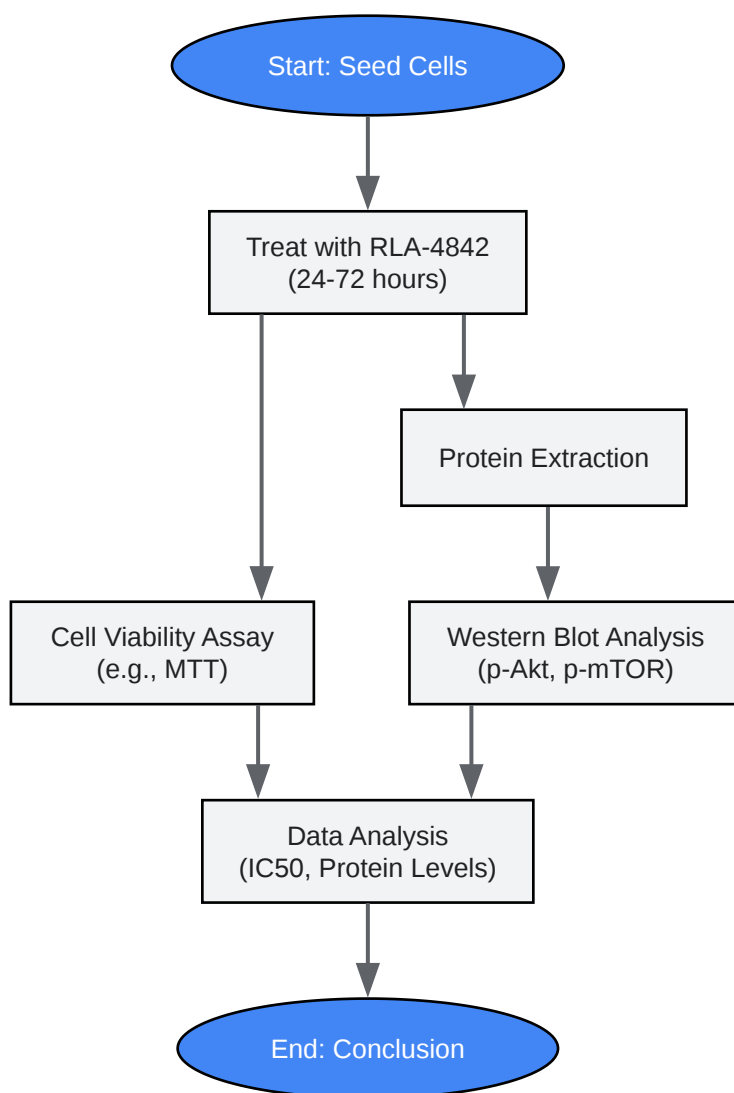 Start: Seed Cells
Treat with RLA-4842
(24-72 hours)
Protein Extraction
Cell Viability Assay
(e.g., MTT)
Western Blot Analysis
(p-Akt, p-mTOR)
Data Analysis
(IC50, Protein Levels)
End: Conclusion